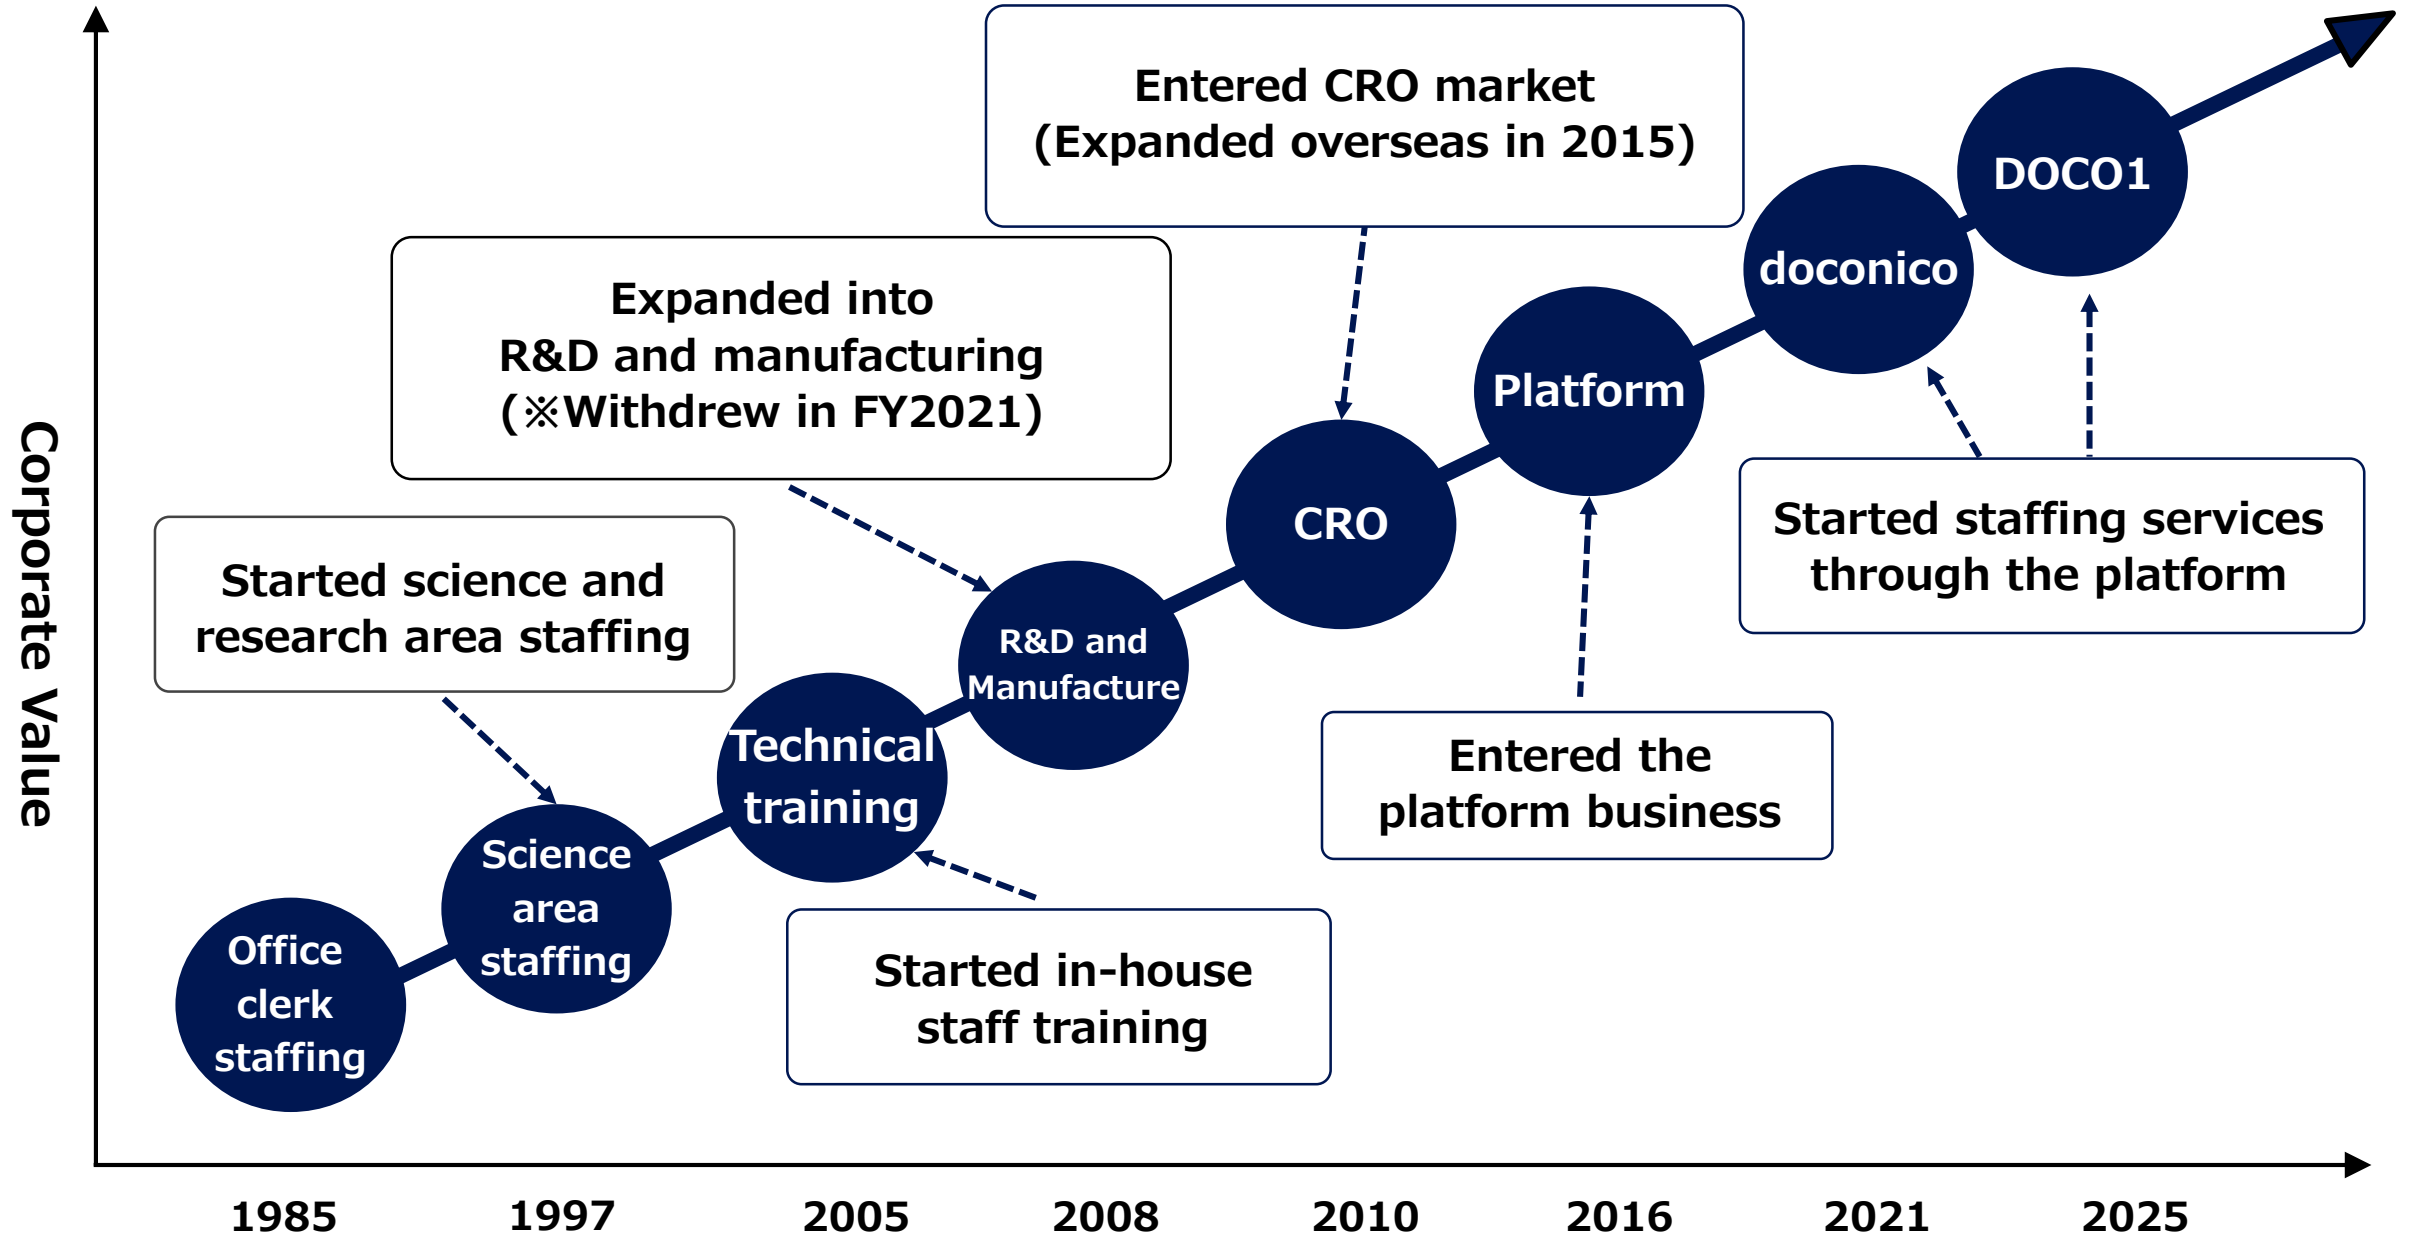 Corporate Value
Entered CRO market
(Expanded overseas in 2015)
DOCO1
doconico
Expanded into
R&D and manufacturing
(※Withdrew in FY2021)
Platform
Started staffing services
through the platform
CRO
Started science and
research area staffing
R&D and
Manufacture
Technical
training
Entered the
platform business
Science
area
staffing
Started in-house
staff training
Office
clerk
staffing
1985
1997
2005
2008
2010
2016
2021
2025